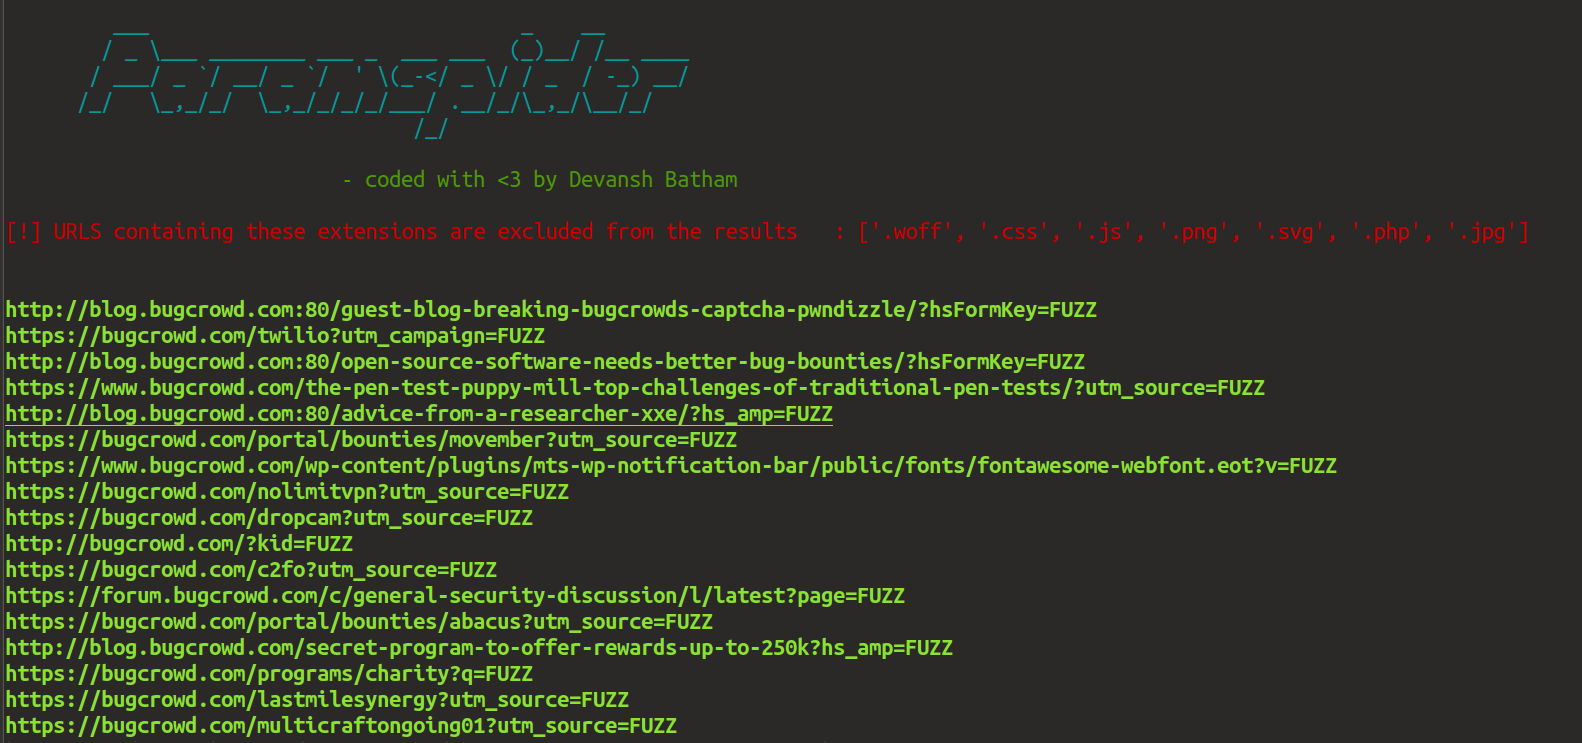 Paramspider
- coded with <3 by Devansh Batham
[!] URLS containing these extensions are excluded from the results   : ['.woff', '.css', '.js', '.png', '.svg', '.php', '.jpg']
http://blog.bugcrowd.com:80/guest-blog-breaking-bugcrowds-captcha-pwndizzle/?hsFormKey=FUZZ
https://bugcrowd.com/twilio?utm_campaign=FUZZ
http://blog.bugcrowd.com:80/open-source-software-needs-better-bug-bounties/?hsFormKey=FUZZ
https://www.bugcrowd.com/the-pen-test-puppy-mill-top-challenges-of-traditional-pen-tests/?utm_source=FUZZ
http://blog.bugcrowd.com:80/advice-from-a-researcher-xxe/?hs_amp=FUZZ
https://bugcrowd.com/portal/bounties/movember?utm_source=FUZZ
https://www.bugcrowd.com/wp-content/plugins/mts-wp-notification-bar/public/fonts/fontawesome-webfont.eot?v=FUZZ
https://bugcrowd.com/nolimitvpn?utm_source=FUZZ
https://bugcrowd.com/dropcam?utm_source=FUZZ
http://bugcrowd.com/?kid=FUZZ
https://bugcrowd.com/c2fo?utm_source=FUZZ
https://forum.bugcrowd.com/c/general-security-discussion/l/latest?page=FUZZ
https://bugcrowd.com/portal/bounties/abacus?utm_source=FUZZ
http://blog.bugcrowd.com/secret-program-to-offer-rewards-up-to-250k?hs_amp=FUZZ
https://bugcrowd.com/programs/charity?q=FUZZ
https://bugcrowd.com/lastmilesynergy?utm_source=FUZZ
https://bugcrowd.com/multicraftongoing01?utm_source=FUZZ